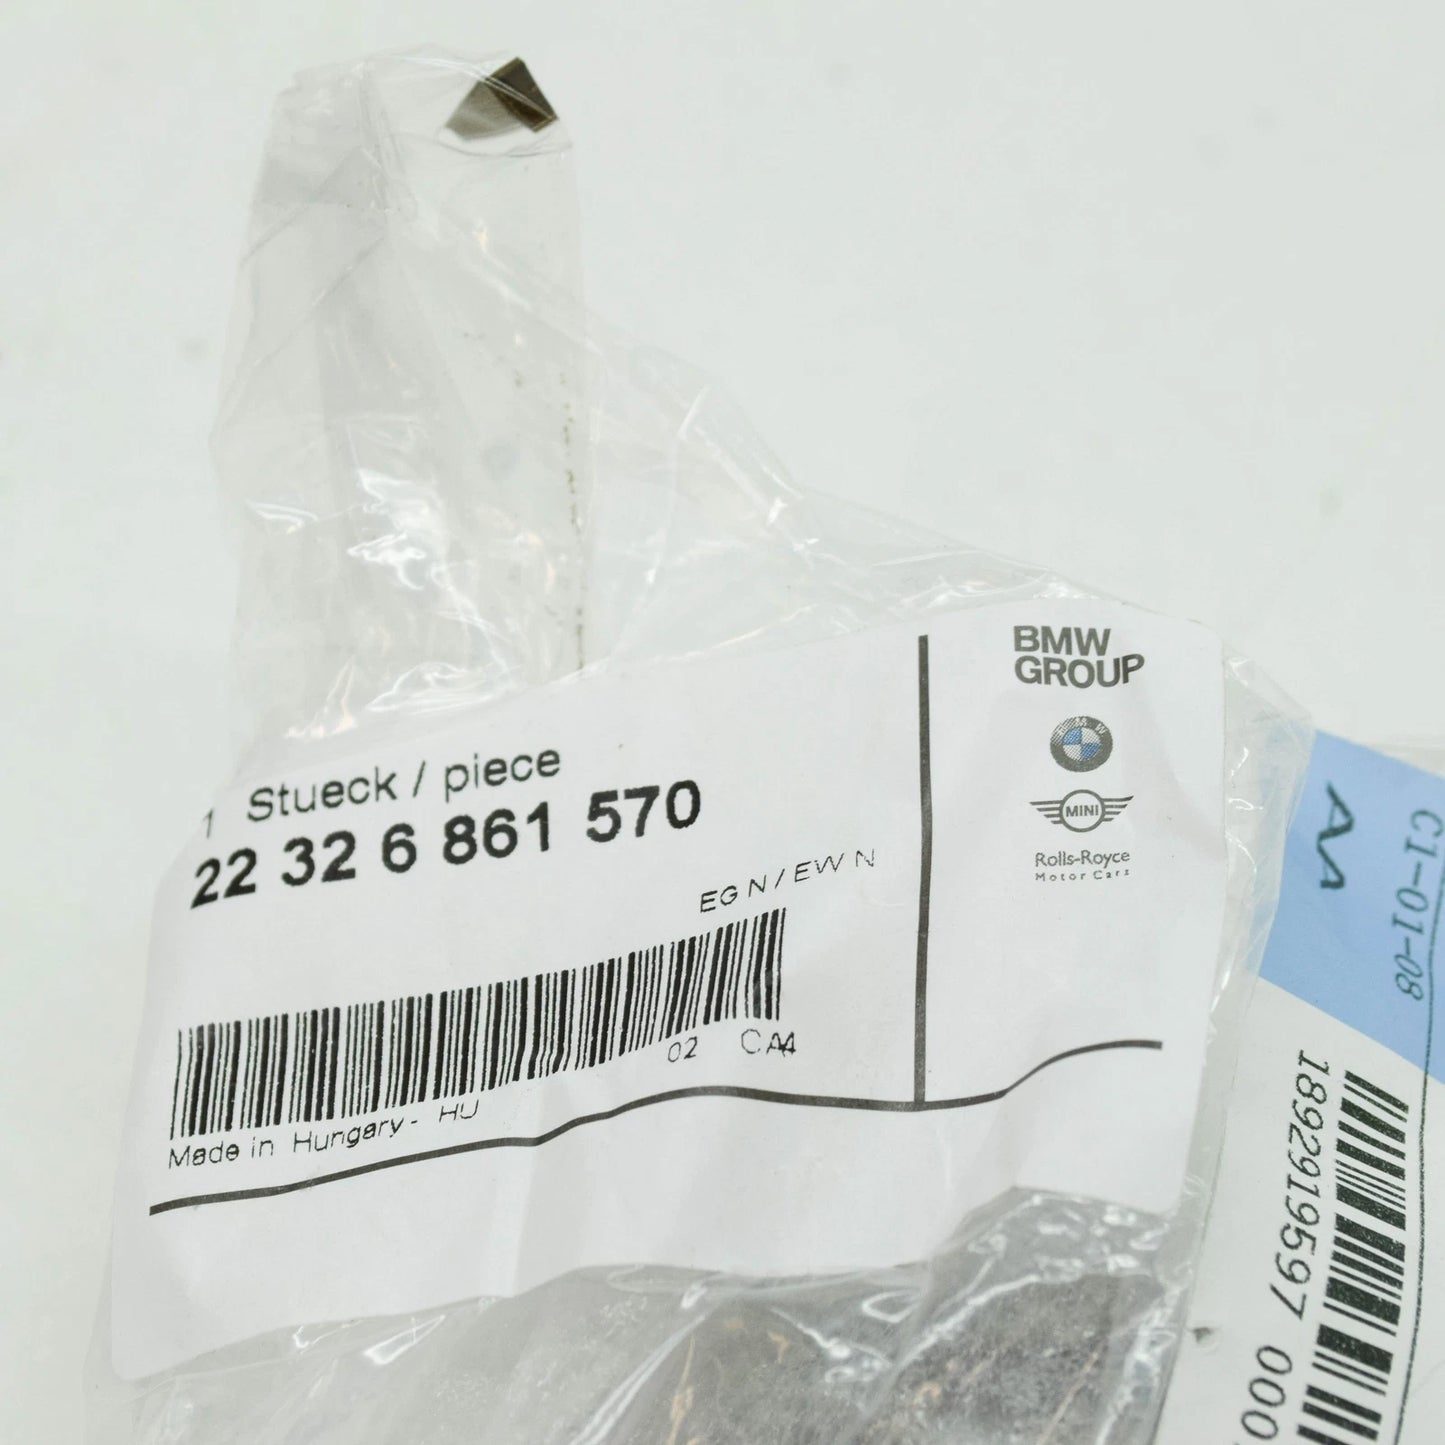 1 Stueck / piece
22 32 6 861 570
EG N / EW N
02 CA4
Made in Hungary - HU
BMW
GROUP
BMW
MINI
Rolls-Royce
Motor Cars
C1-01-08
1892919597 000